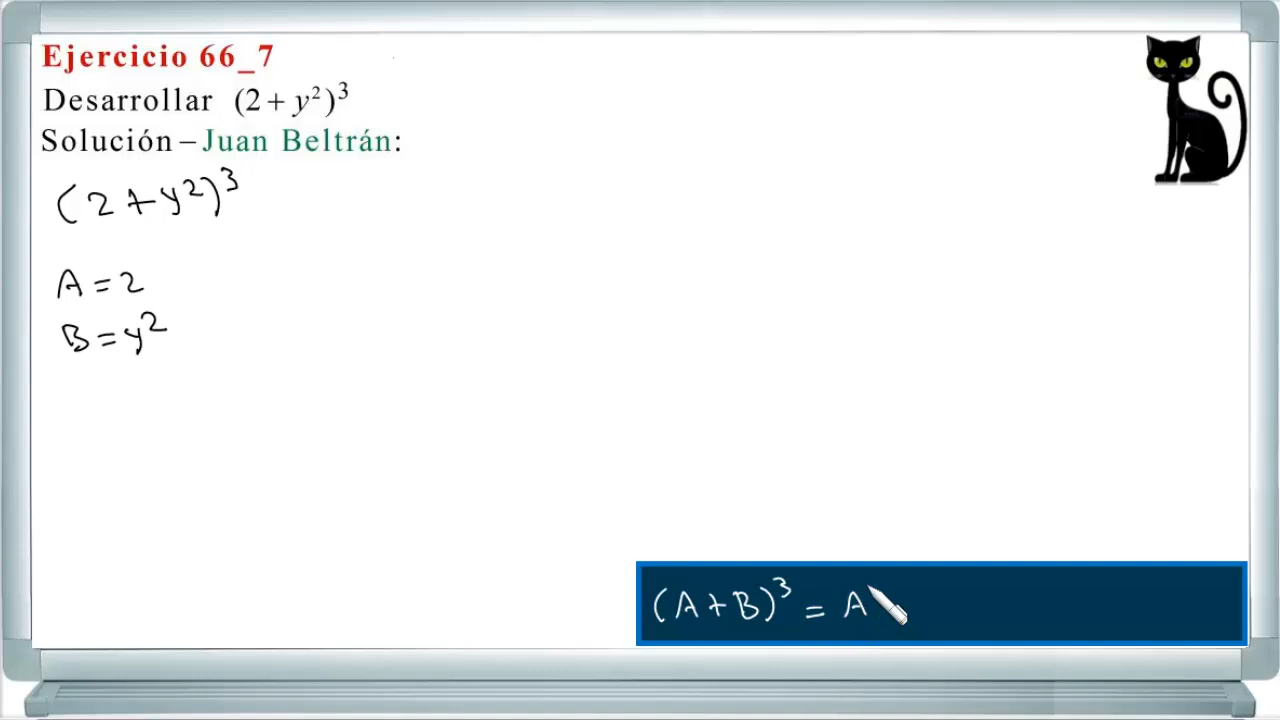 Ejercicio 66_7
Desarrollar (2 + y²)³
Solución – Juan Beltrán:
(2 + y²)³
A = 2
B = y²
(A + B)³ = A